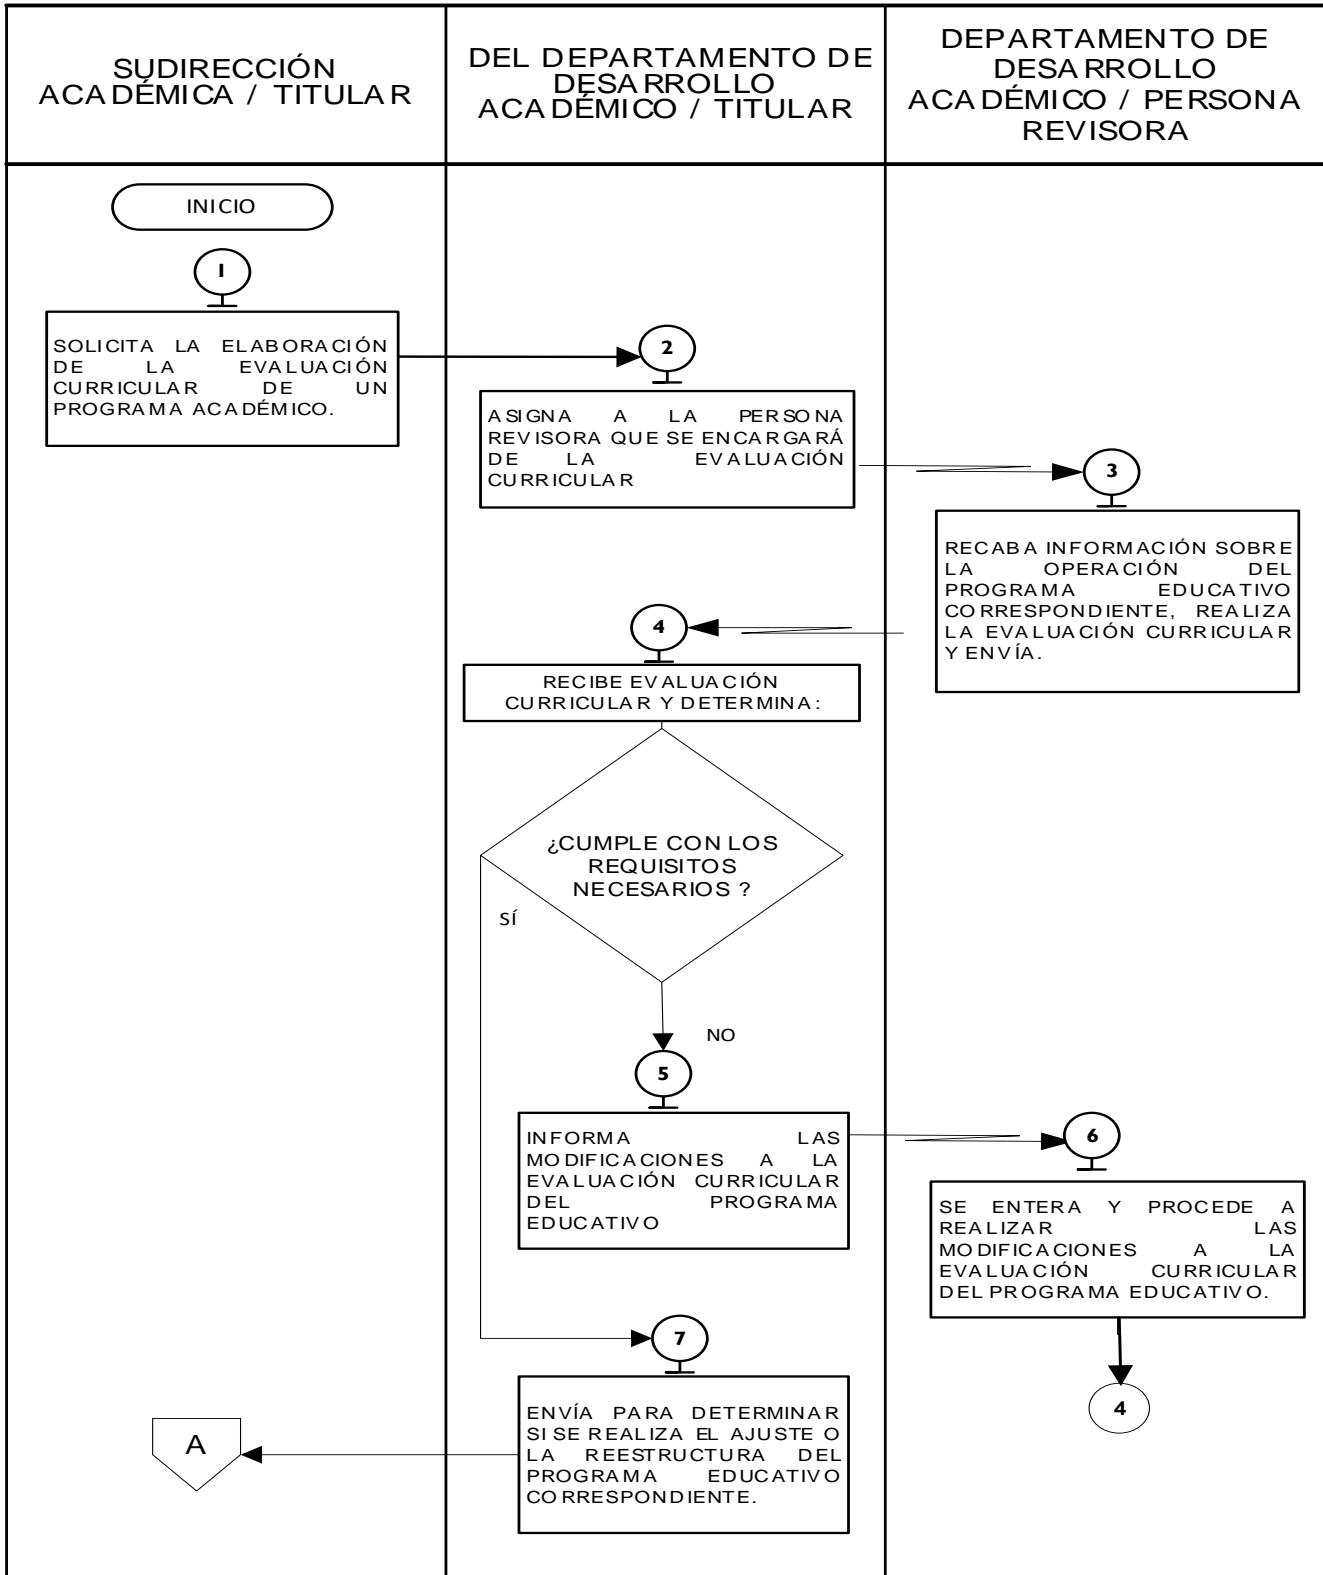 SUDIRECCIÓN
ACADÉMICA / TITULAR
DEL DEPARTAMENTO DE
DESARROLLO
ACADÉMICO / TITULAR
DEPARTAMENTO DE
DESARROLLO
ACADÉMICO / PERSONA
REVISORA
INICIO
1
SOLICITA LA ELABORACIÓN
DE LA EVALUACIÓN
CURRICULAR DE UN
PROGRAMA ACADÉMICO.
2
ASIGNA A LA PERSONA
REVISORA QUE SE ENCARGARÁ
DE LA EVALUACIÓN
CURRICULAR
3
RECABA INFORMACIÓN SOBRE
LA OPERACIÓN DEL
PROGRAMA EDUCATIVO
CORRESPONDIENTE, REALIZA
LA EVALUACIÓN CURRICULAR
Y ENVÍA.
4
RECIBE EVALUACIÓN
CURRICULAR Y DETERMINA:
¿CUMPLE CON LOS
REQUISITOS
NECESARIOS ?
SÍ
NO
5
INFORMA LAS
MODIFICACIONES A LA
EVALUACIÓN CURRICULAR
DEL PROGRAMA
EDUCATIVO
6
SE ENTERA Y PROCEDE A
REALIZAR LAS
MODIFICACIONES A LA
EVALUACIÓN CURRICULAR
DEL PROGRAMA EDUCATIVO.
4
7
ENVÍA PARA DETERMINAR
SI SE REALIZA EL AJUSTE O
LA REESTRUCTURA DEL
PROGRAMA EDUCATIVO
CORRESPONDIENTE.
A